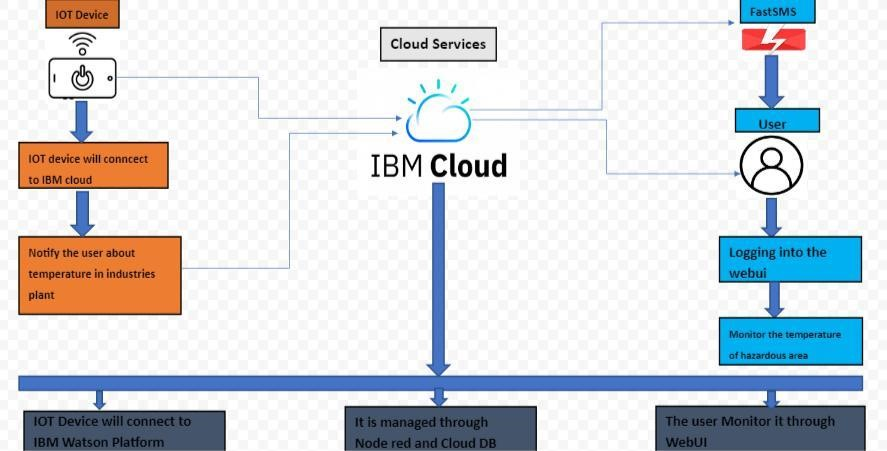 IOT Device
FastSMS
Cloud Services
User
IBM Cloud
IOT device will conncect
to IBM cloud
Notify the user about
temperature in industries
plant
Logging into the
webui
Monitor the temperature
of hazardous area
IOT Device will connect to
IBM Watson Platform
It is managed through
Node red and Cloud DB
The user Monitor it through
WebUI